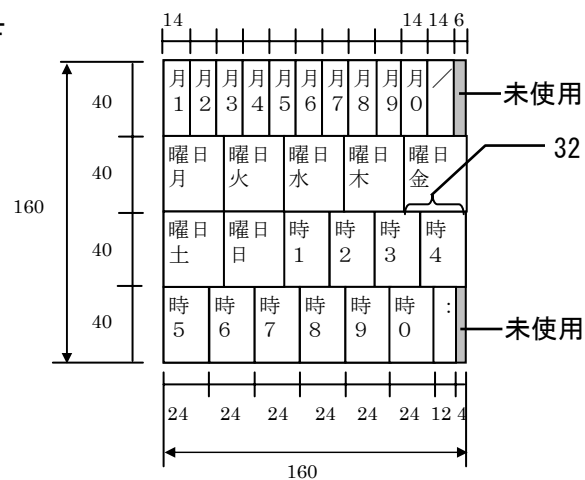 14 14 14 6
40 月1 月2 月3 月4 月5 月6 月7 月8 月9 月0 ／ 未使用
40 曜日月 曜日火 曜日水 曜日木 曜日金 32
160
40 曜日土 曜日日 時1 時2 時3 時4
40 時5 時6 時7 時8 時9 時0 : 未使用
24 24 24 24 24 24 12 4
160